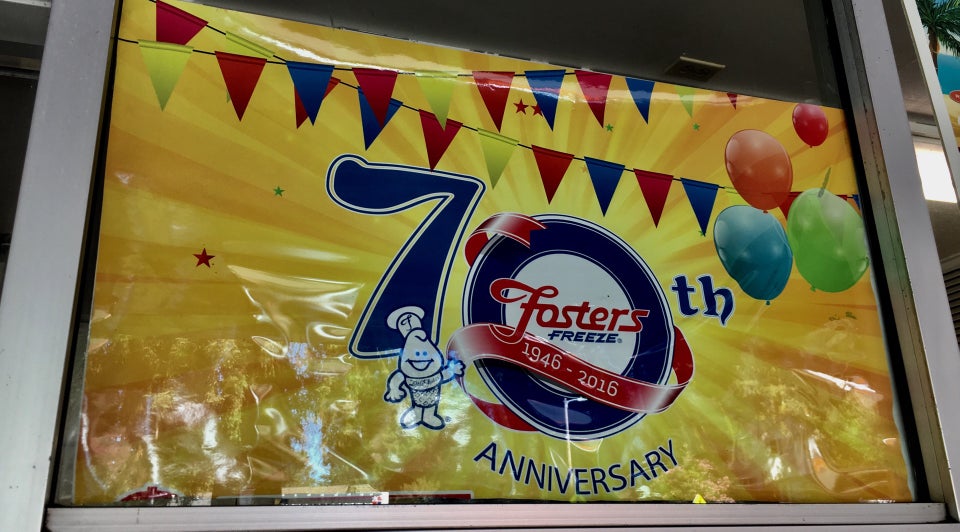 70th
Fosters
FREEZE®
1946 - 2016
ANNIVERSARY